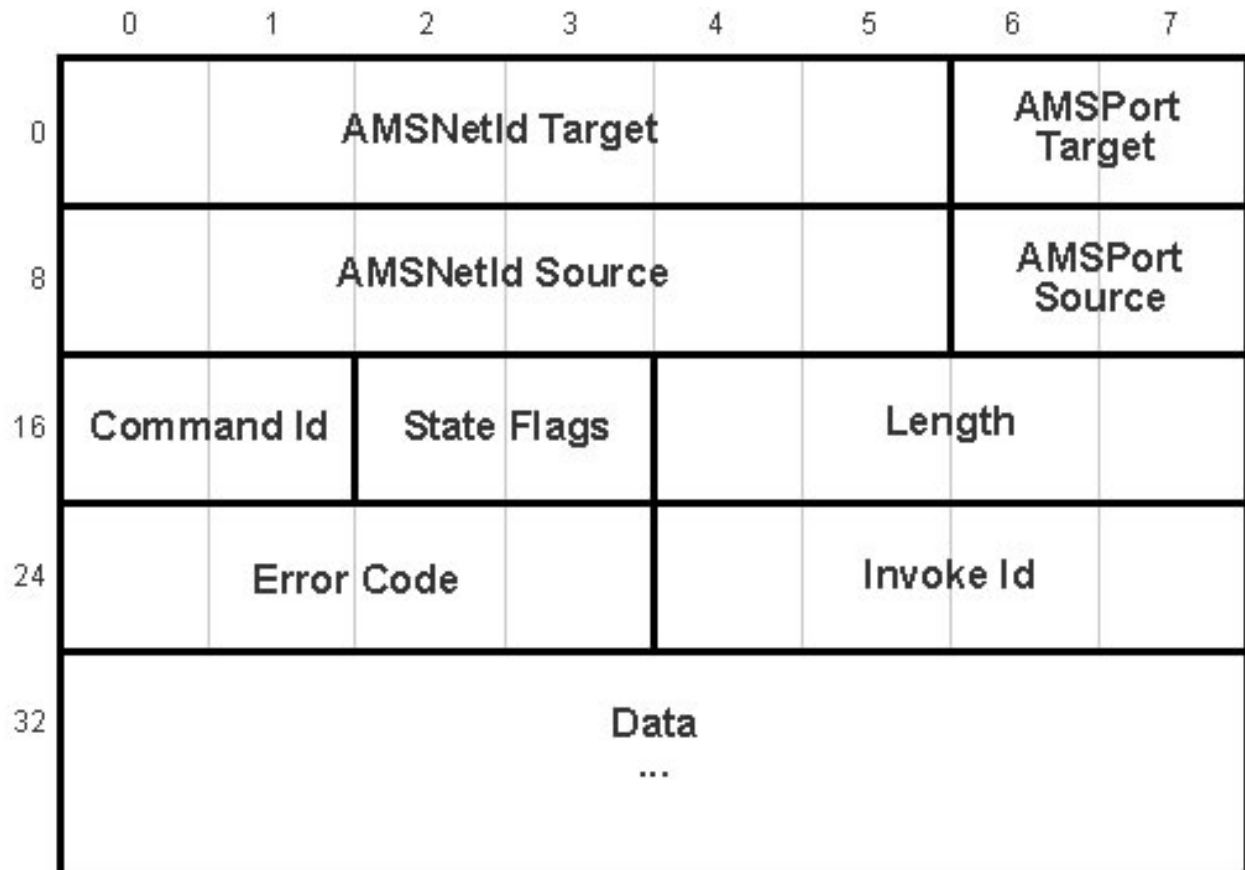 0 1 2 3 4 5 6 7
0 AMSNetId Target AMSPort
Target
8 AMSNetId Source AMSPort
Source
16 Command Id State Flags Length
24 Error Code Invoke Id
32 Data
...